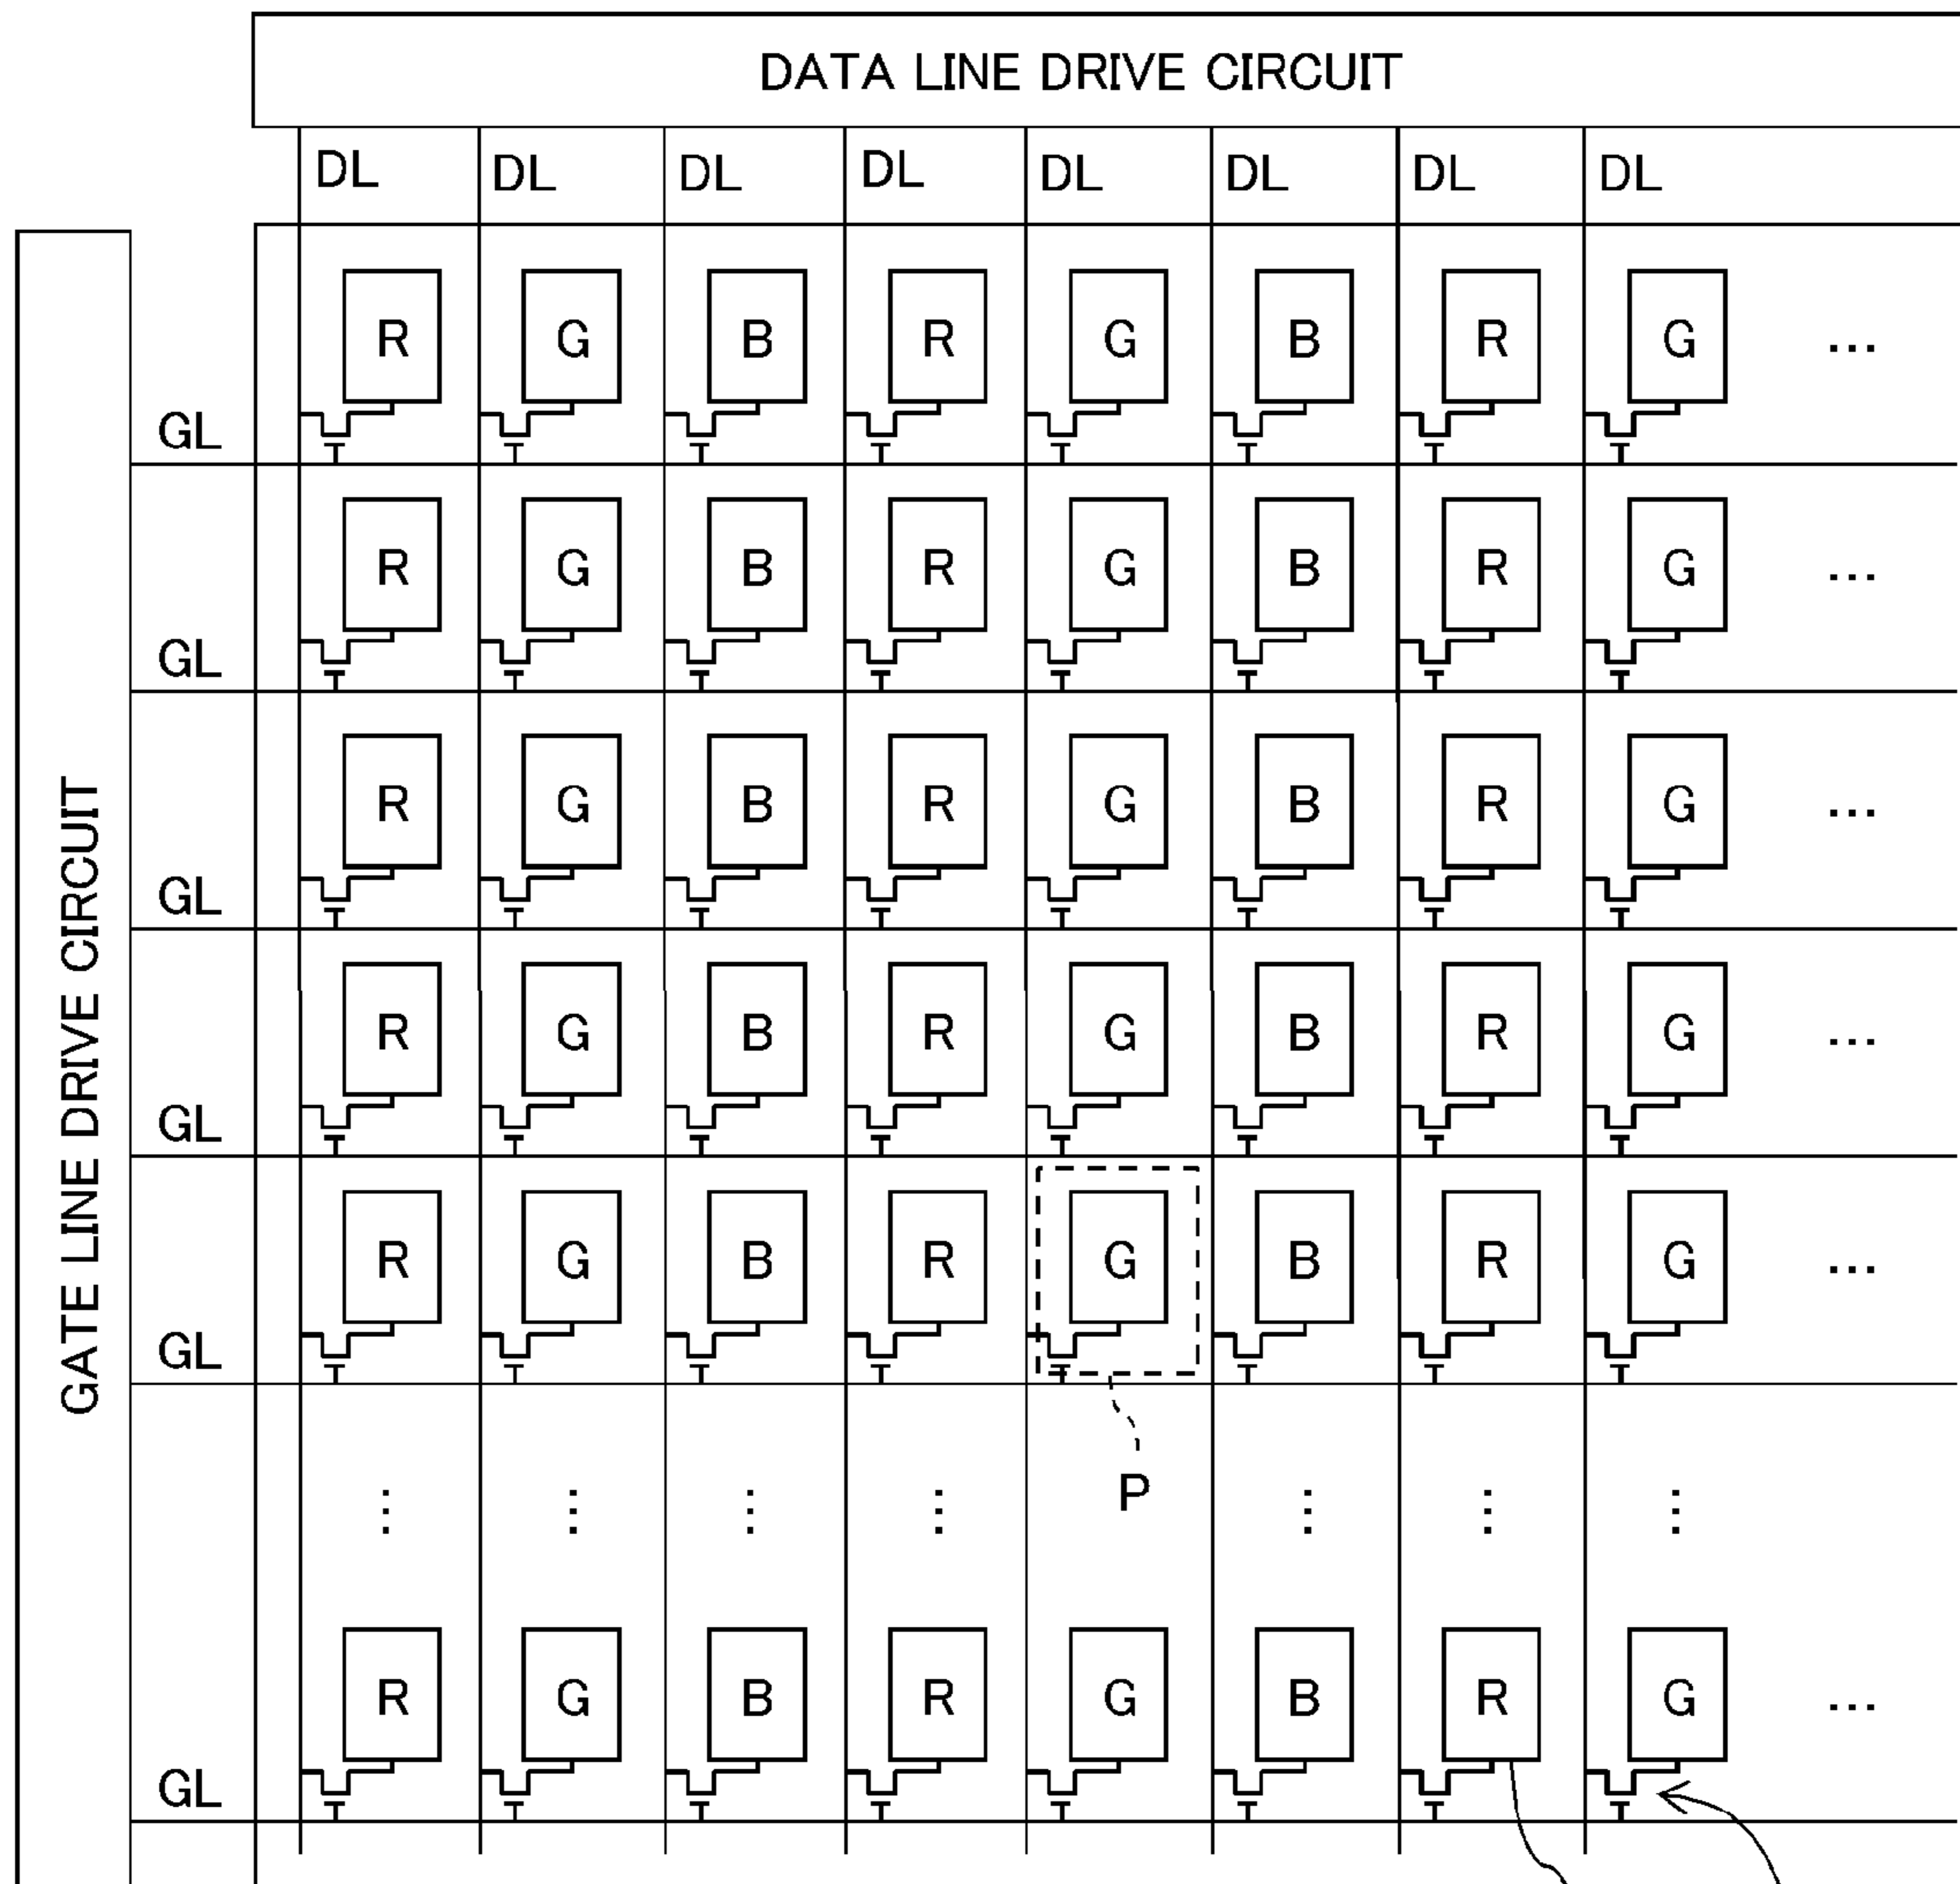 DATA LINE DRIVE CIRCUIT
DL DL DL DL DL DL DL DL
GATE LINE DRIVE CIRCUIT
R G B R G B R G ...
GL
R G B R G B R G ...
GL
R G B R G B R G ...
GL
R G B R G B R G ...
GL
R G B R G B R G ...
GL
P
R G B R G B R G ...
GL